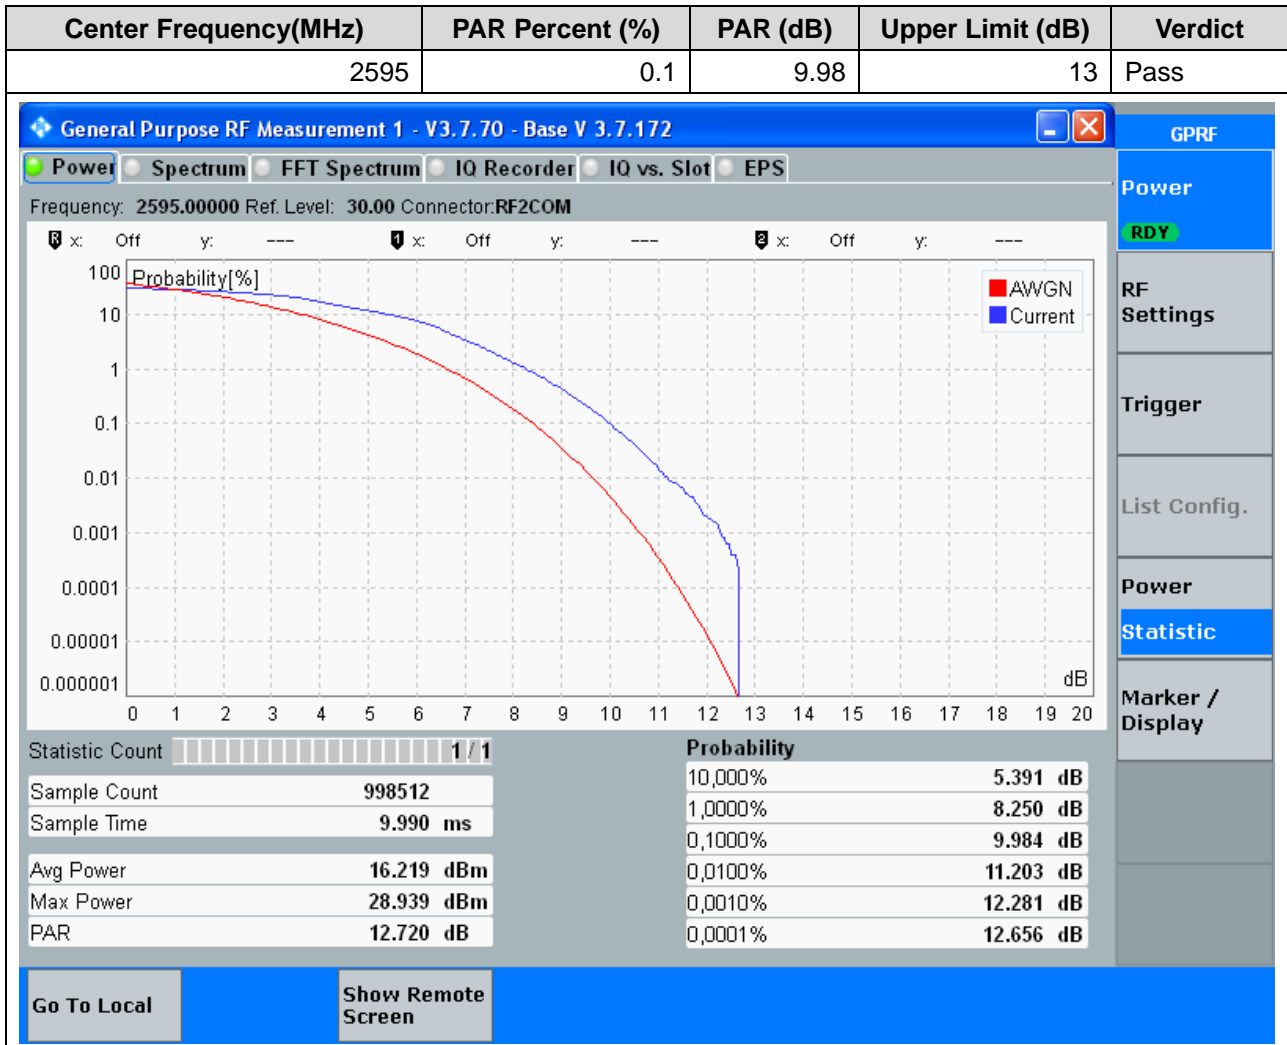 Center Frequency(MHz) PAR Percent (%) PAR (dB) Upper Limit (dB) Verdict
2595 0.1 9.98 13 Pass
General Purpose RF Measurement 1 - V3.7.70 - Base V 3.7.172
GPRF
Power Spectrum FFT Spectrum IQ Recorder IQ vs. Slot EPS
Power
RDY
Frequency: 2595.00000 Ref. Level: 30.00 Connector:RF2COM
R x: Off y: --- 1 x: Off y: --- 2 x: Off y: ---
Probability[%]
100
10
1
0.1
0.01
0.001
0.0001
0.00001
0.000001
AWGN
Current
dB
0 1 2 3 4 5 6 7 8 9 10 11 12 13 14 15 16 17 18 19 20
RF
Settings
Trigger
List Config.
Power
Statistic
Marker /
Display
Statistic Count 1 / 1
Sample Count 998512
Sample Time 9.990 ms
Avg Power 16.219 dBm
Max Power 28.939 dBm
PAR 12.720 dB
Probability
10,000% 5.391 dB
1,0000% 8.250 dB
0,1000% 9.984 dB
0,0100% 11.203 dB
0,0010% 12.281 dB
0,0001% 12.656 dB
Go To Local
Show Remote
Screen